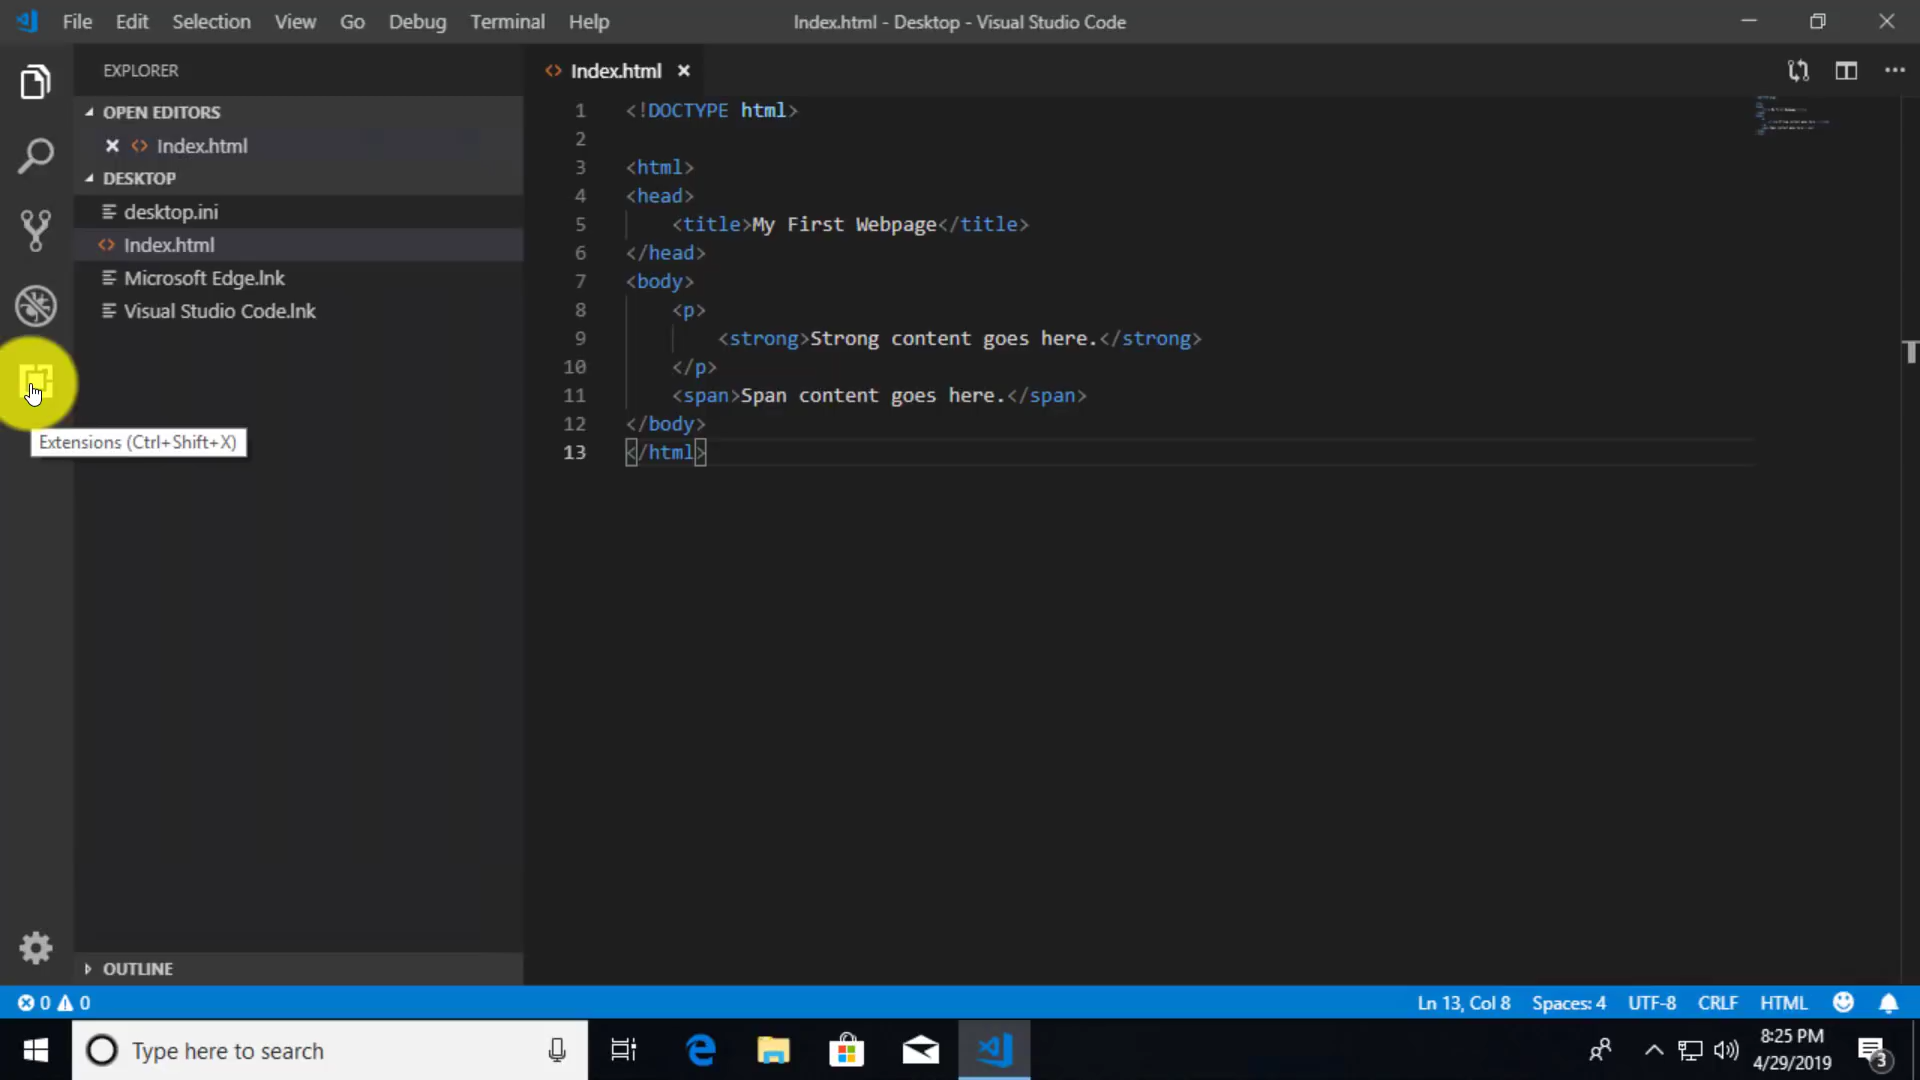 File Edit Selection View Go Debug Terminal Help
Index.html - Desktop - Visual Studio Code
EXPLORER
OPEN EDITORS
Index.html
DESKTOP
desktop.ini
Index.html
Microsoft Edge.lnk
Visual Studio Code.lnk
Extensions (Ctrl+Shift+X)
OUTLINE
Index.html
1 <!DOCTYPE html>
2
3 <html>
4 <head>
5 <title>My First Webpage</title>
6 </head>
7 <body>
8 <p>
9 <strong>Strong content goes here.</strong>
10 </p>
11 <span>Span content goes here.</span>
12 </body>
13 </html>
0 0 Ln 13, Col 8 Spaces: 4 UTF-8 CRLF HTML
Type here to search
8:25 PM
4/29/2019
3